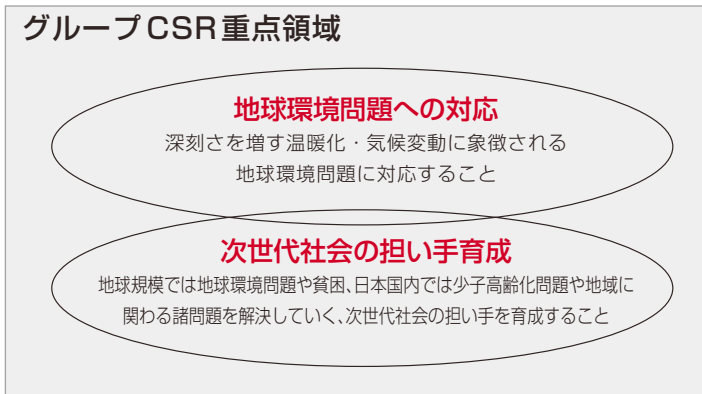 グループCSR重点領域
地球環境問題への対応
深刻さを増す温暖化・気候変動に象徴される
地球環境問題に対応すること
次世代社会の担い手育成
地球規模では地球環境問題や貧困、日本国内では少子高齢化問題や地域に
関わる諸問題を解決していく、次世代社会の担い手を育成すること